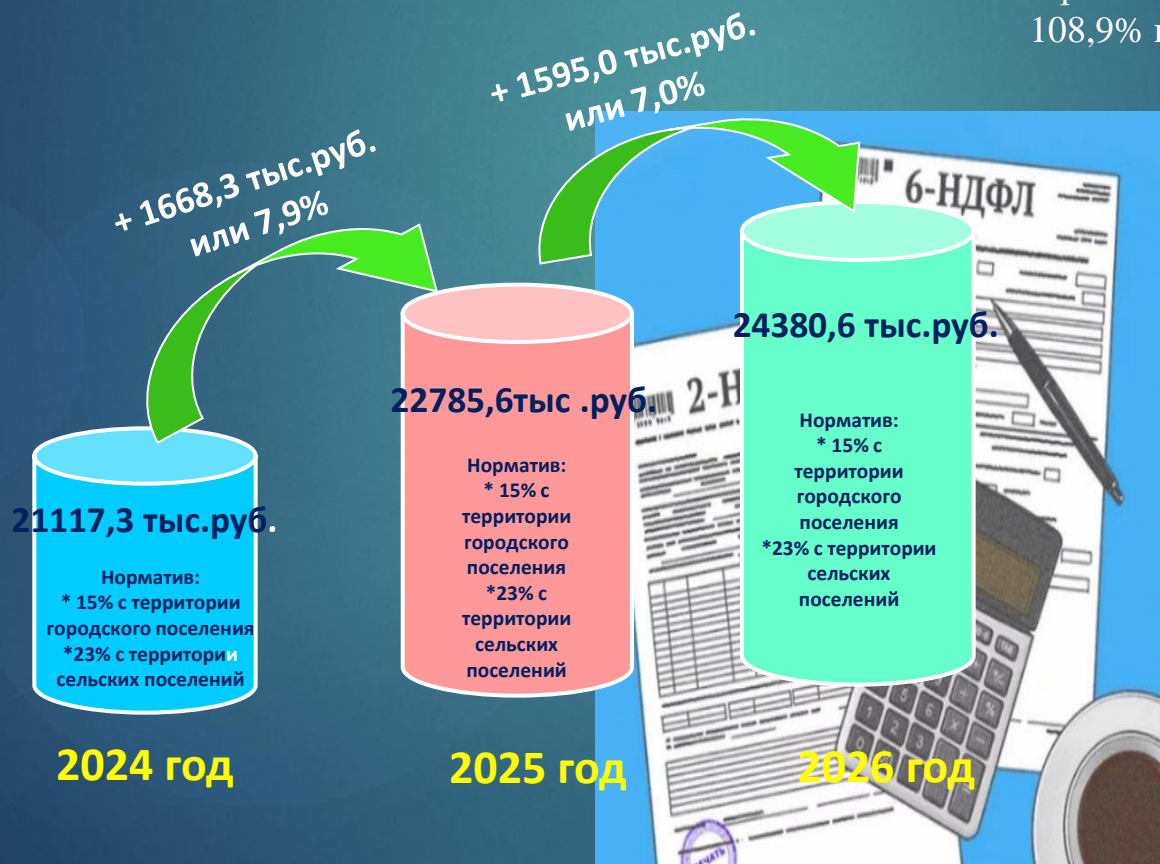 108,9%
+ 1595,0 тыс.руб.
или 7,0%
+ 1668,3 тыс.руб.
или 7,9%
6-НДФЛ
2-Н
24380,6 тыс.руб.
Норматив:
* 15% с
территории
городского
поселения
*23% с территории
сельских
поселений
22785,6тыс .руб.
Норматив:
* 15% с
территории
городского
поселения
*23% с
территории
сельских
поселений
21117,3 тыс.руб.
Норматив:
* 15% с территории
городского поселения
*23% с территории
сельских поселений
2024 год
2025 год
2026 год